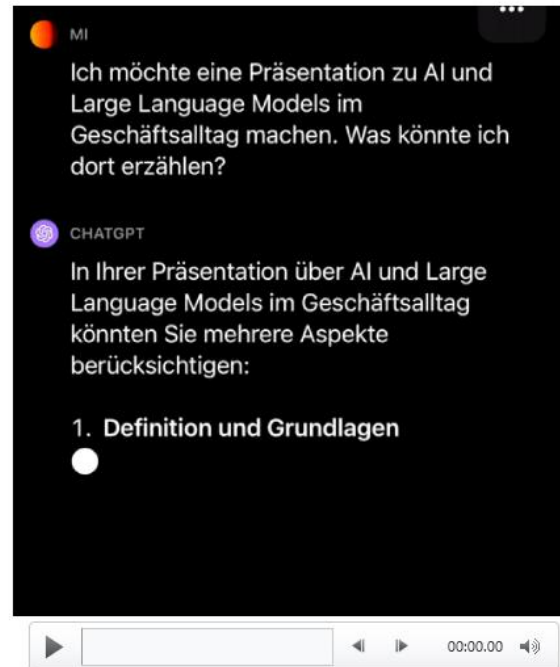 MI
Ich möchte eine Präsentation zu AI und
Large Language Models im
Geschäftsalltag machen. Was könnte ich
dort erzählen?
CHATGPT
In Ihrer Präsentation über AI und Large
Language Models im Geschäftsalltag
könnten Sie mehrere Aspekte
berücksichtigen:
1. Definition und Grundlagen
00:00.00